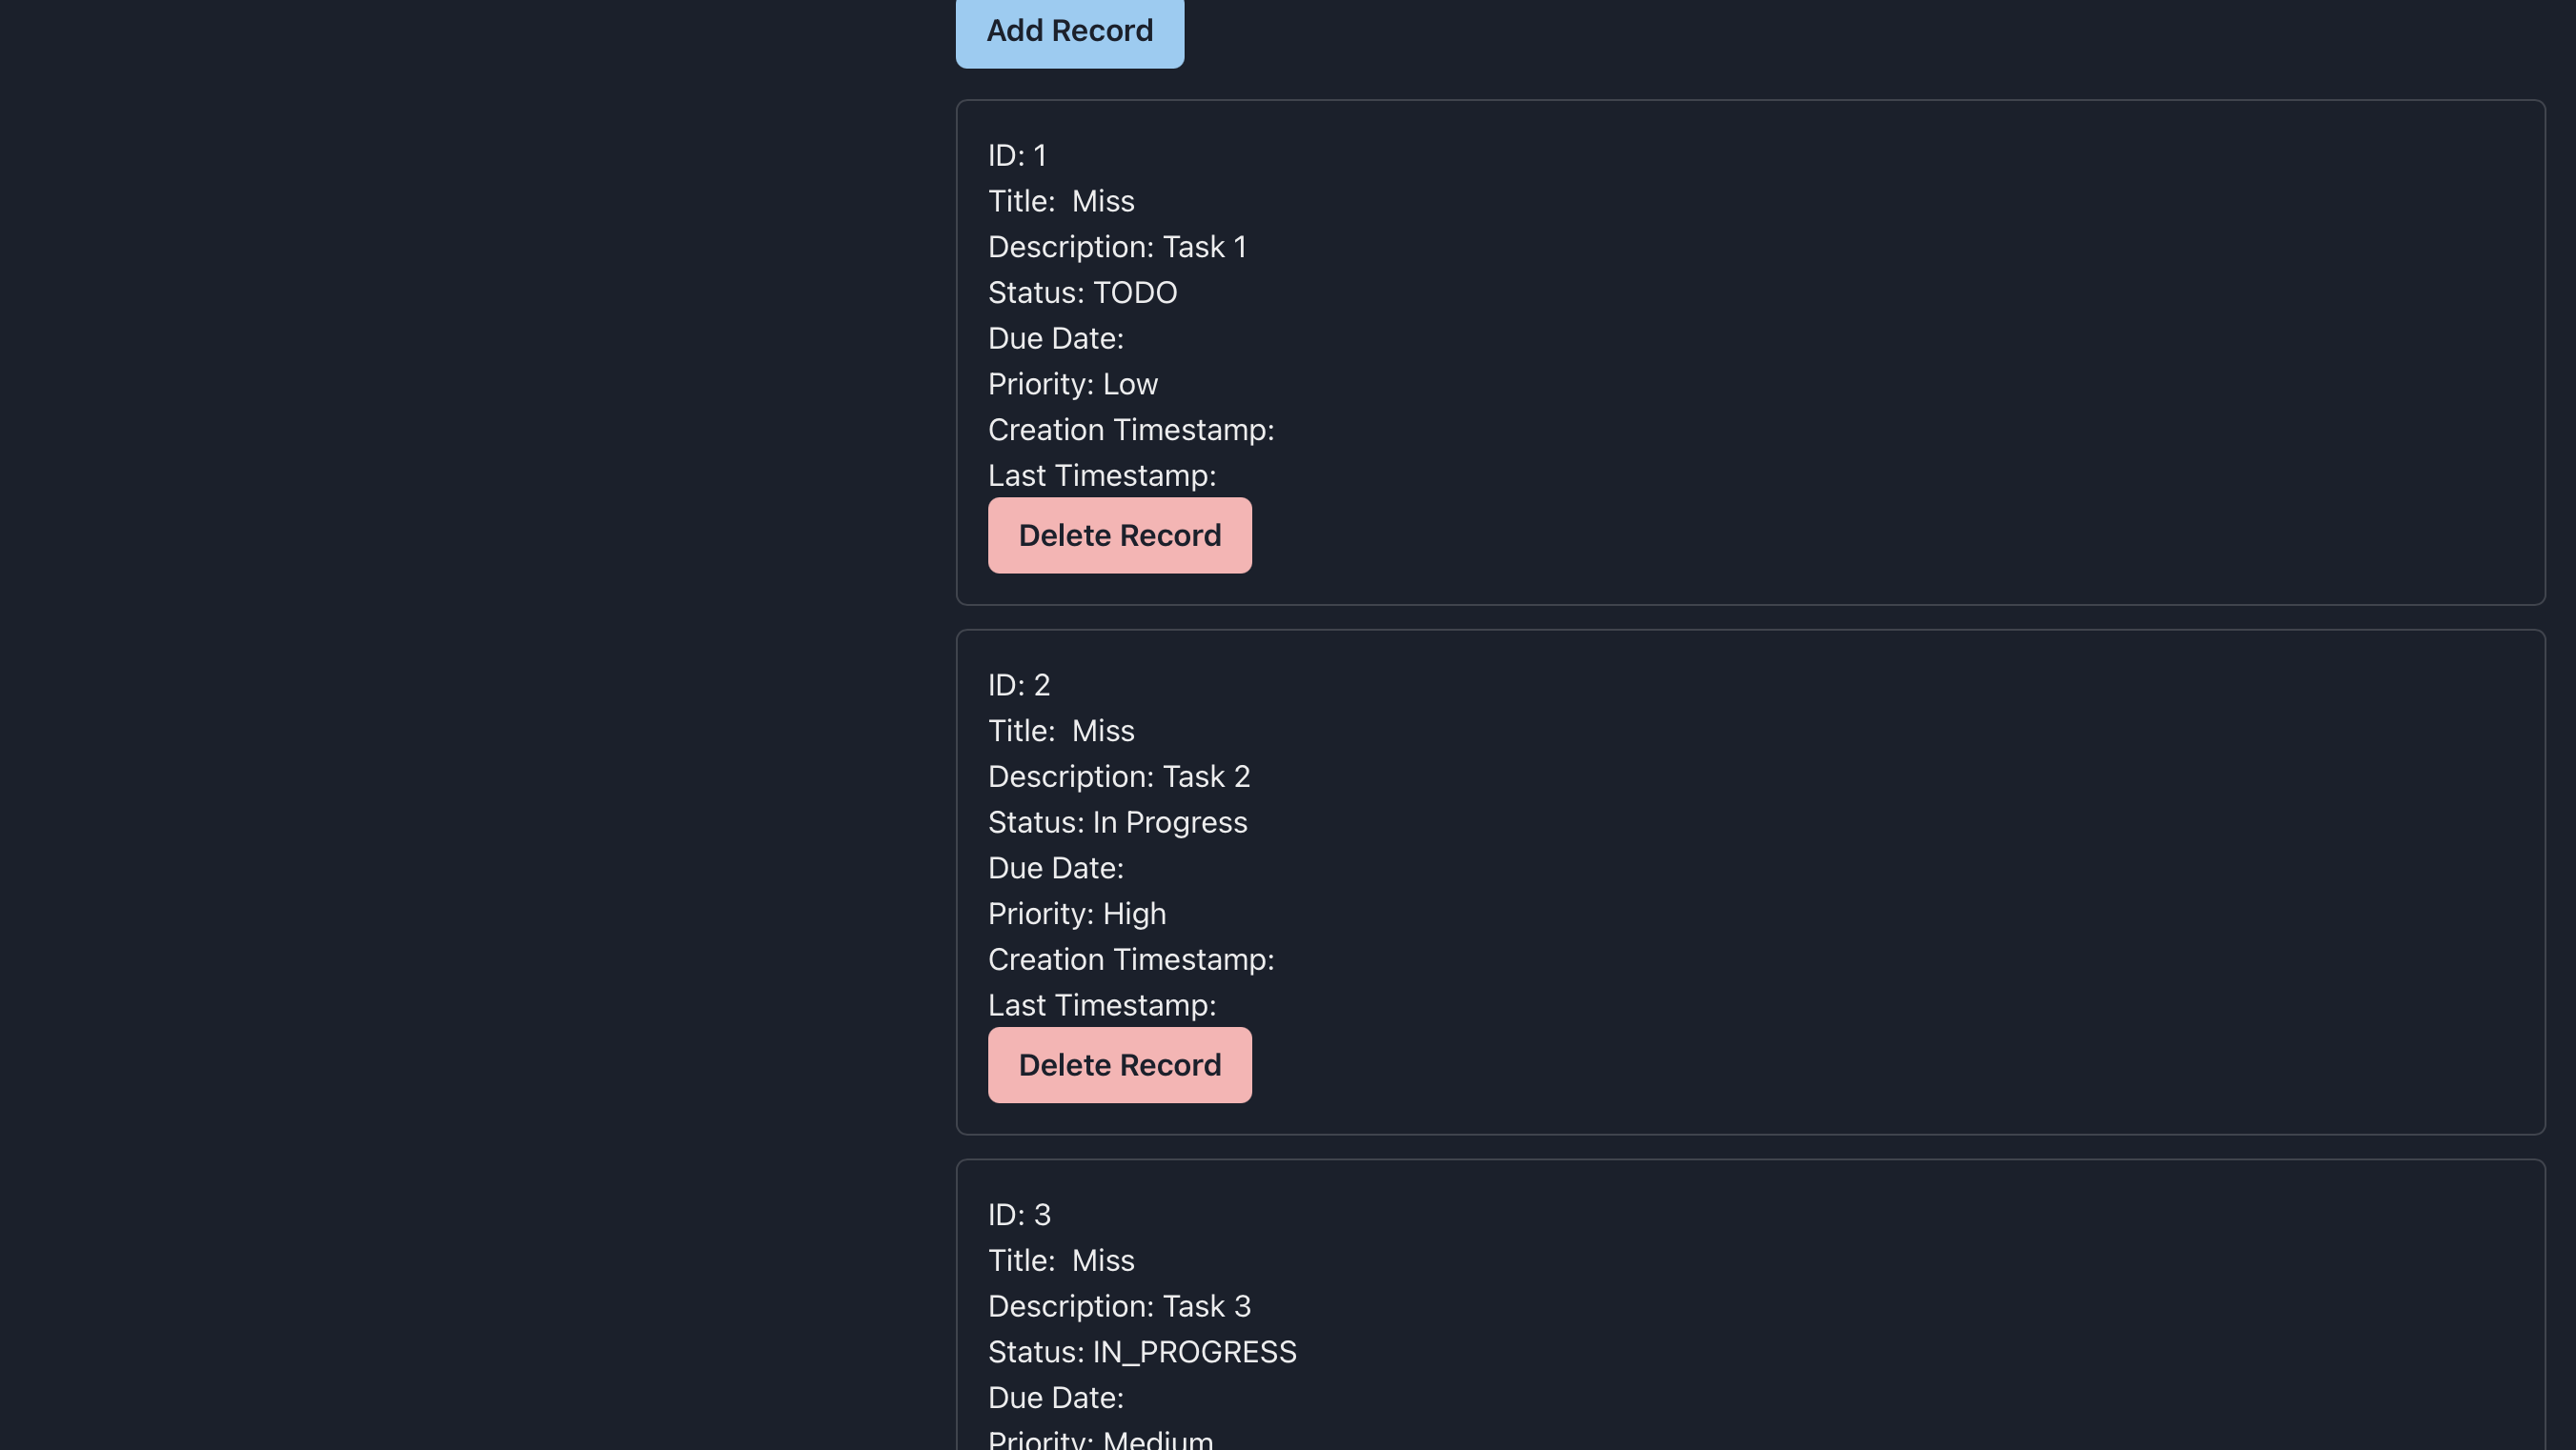 Add Record
ID: 1
Title:  Miss
Description: Task 1
Status: TODO
Due Date:
Priority: Low
Creation Timestamp:
Last Timestamp:
Delete Record
ID: 2
Title:  Miss
Description: Task 2
Status: In Progress
Due Date:
Priority: High
Creation Timestamp:
Last Timestamp:
Delete Record
ID: 3
Title:  Miss
Description: Task 3
Status: IN_PROGRESS
Due Date:
Priority: Medium